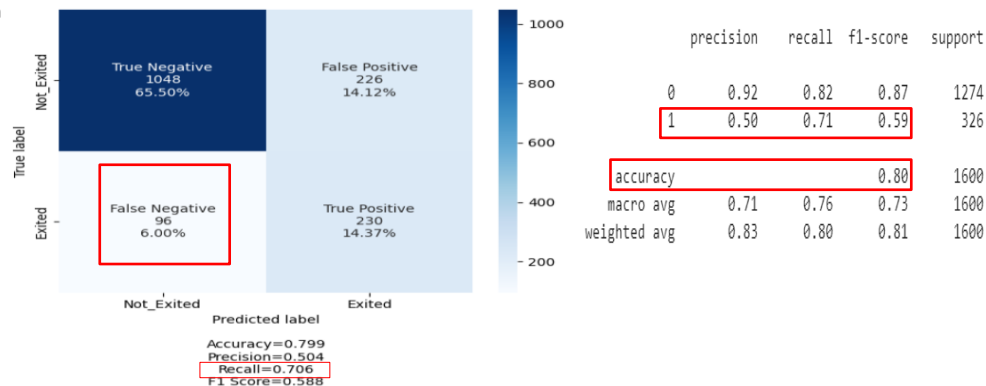 True label
Not_Exited
Exited
True Negative
1048
65.50%
False Positive
226
14.12%
False Negative
96
6.00%
True Positive
230
14.37%
Not_Exited Exited
Predicted label
Accuracy=0.799
Precision=0.504
Recall=0.706
F1 Score=0.588
1000
800
600
400
200
precision recall f1-score support
0 0.92 0.82 0.87 1274
1 0.50 0.71 0.59 326
accuracy 0.80 1600
macro avg 0.71 0.76 0.73 1600
weighted avg 0.83 0.80 0.81 1600